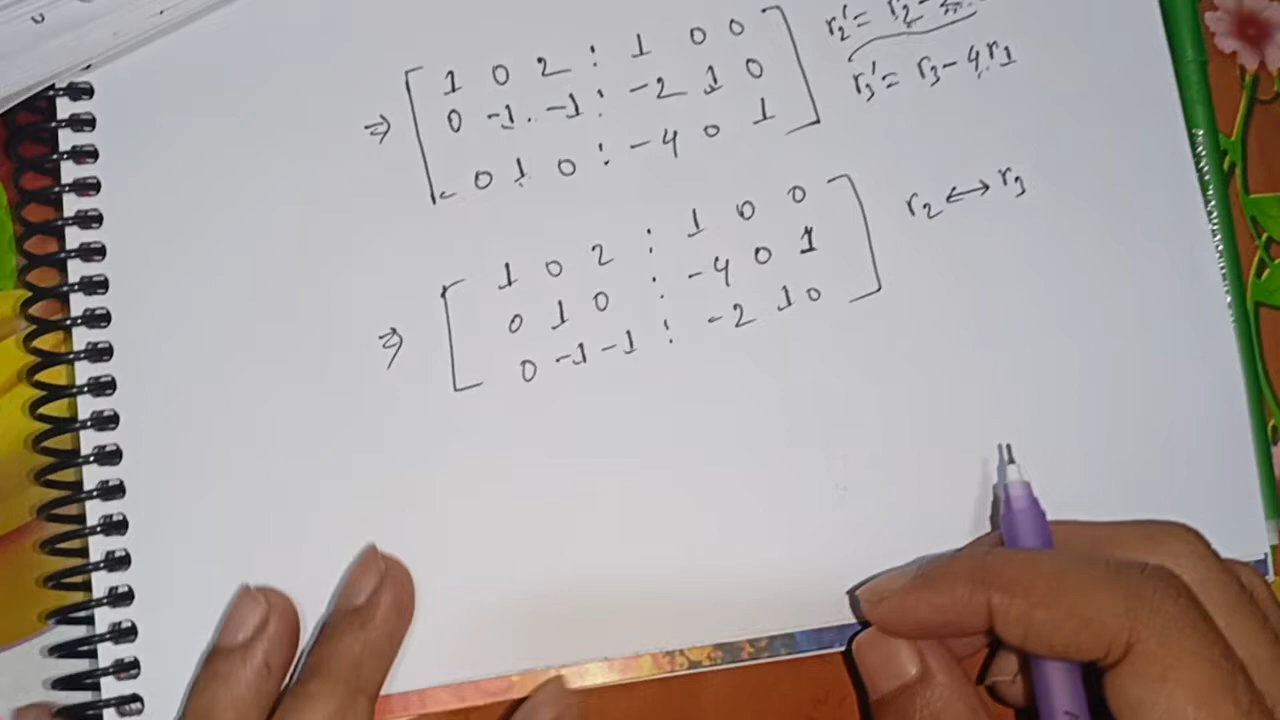 r2' = r2 -
⇒ [ 1 0 2 : 1 0 0
0 -1 -1 : -2 1 0
0 1 0 : -4 0 1 ]
r3' = r3 - 4r1
⇒ [ 1 0 2 : 1 0 0
0 1 0 : -4 0 1
0 -1 -1 : -2 1 0 ]
r2 ↔ r3